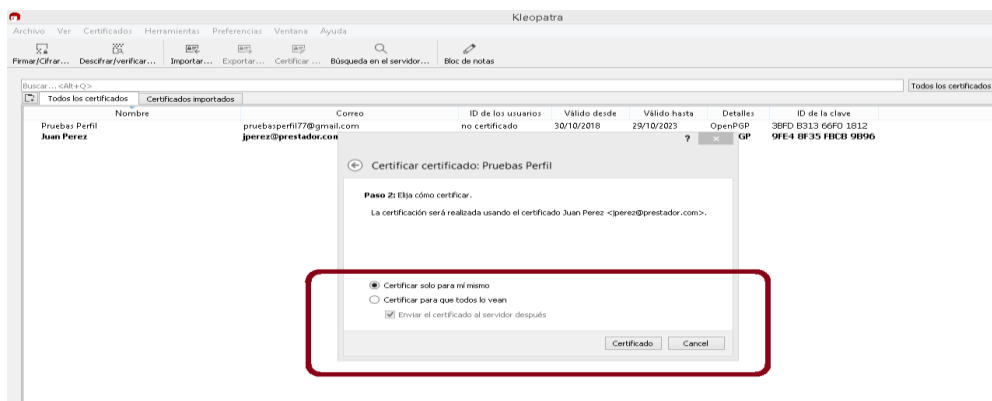 Kleopatra
Archivo Ver Certificados Herramientas Preferencias Ventana Ayuda
Firmar/Cifrar... Descifrar/verificar... Importar... Exportar... Certificar ... Búsqueda en el servidor... Bloc de notas
Buscar...<Alt+Q> Todos los certificados
Todos los certificados Certificados importados
Nombre Correo ID de los usuarios Válido desde Válido hasta Detalles ID de la clave
Pruebas Perfil pruebasperfil77@gmail.com no certificado 30/10/2018 29/10/2023 OpenPGP 3BFD B313 66F0 1812
Juan Perez jperez@prestador.con GP 9FE4 8F35 FBCB 9B96
? ×
Certificar certificado: Pruebas Perfil
Paso 2: Elija cómo certificar.
La certificación será realizada usando el certificado Juan Perez <jperez@prestador.com>.
Certificar solo para mí mismo
Certificar para que todos lo vean
Enviar el certificado al servidor después
Certificado Cancel